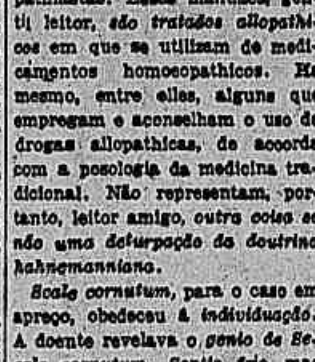 til leitor, são tratados allopathi-
cos em que se utilizam de medi-
camentos homoeopathicos. Ha
mesmo, entre elles, alguns que
empregam e aconselham o uso de
drogas allopathicas, de accordo
com a posologia da medicina tra-
dicional. Não representam, por-
tanto, leitor amigo, outra coisa se
não uma deturpação da doutrina
hahnemanniana.
Scale cornutum, para o caso em
apreço, obedeceu á individuação.
A doente revelava o genio de Se-